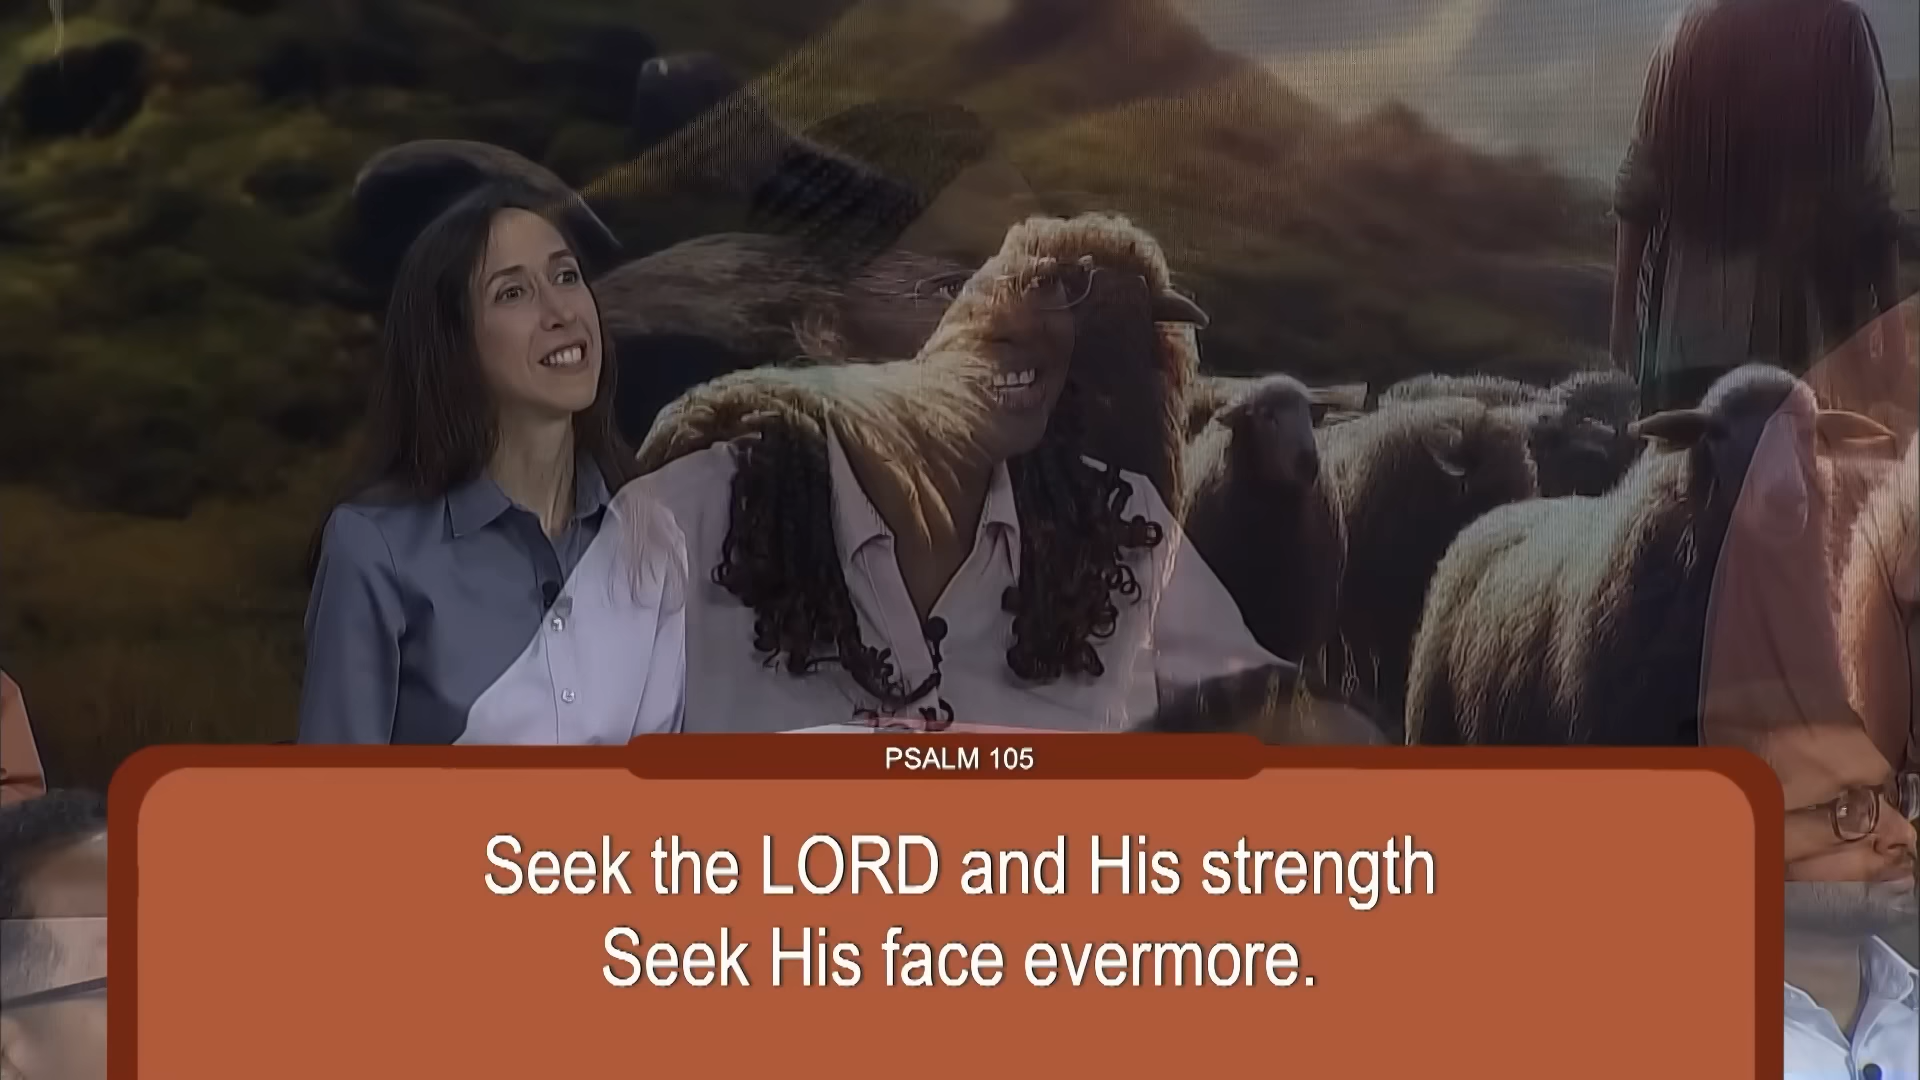 PSALM 105
Seek the LORD and His strength
Seek His face evermore.